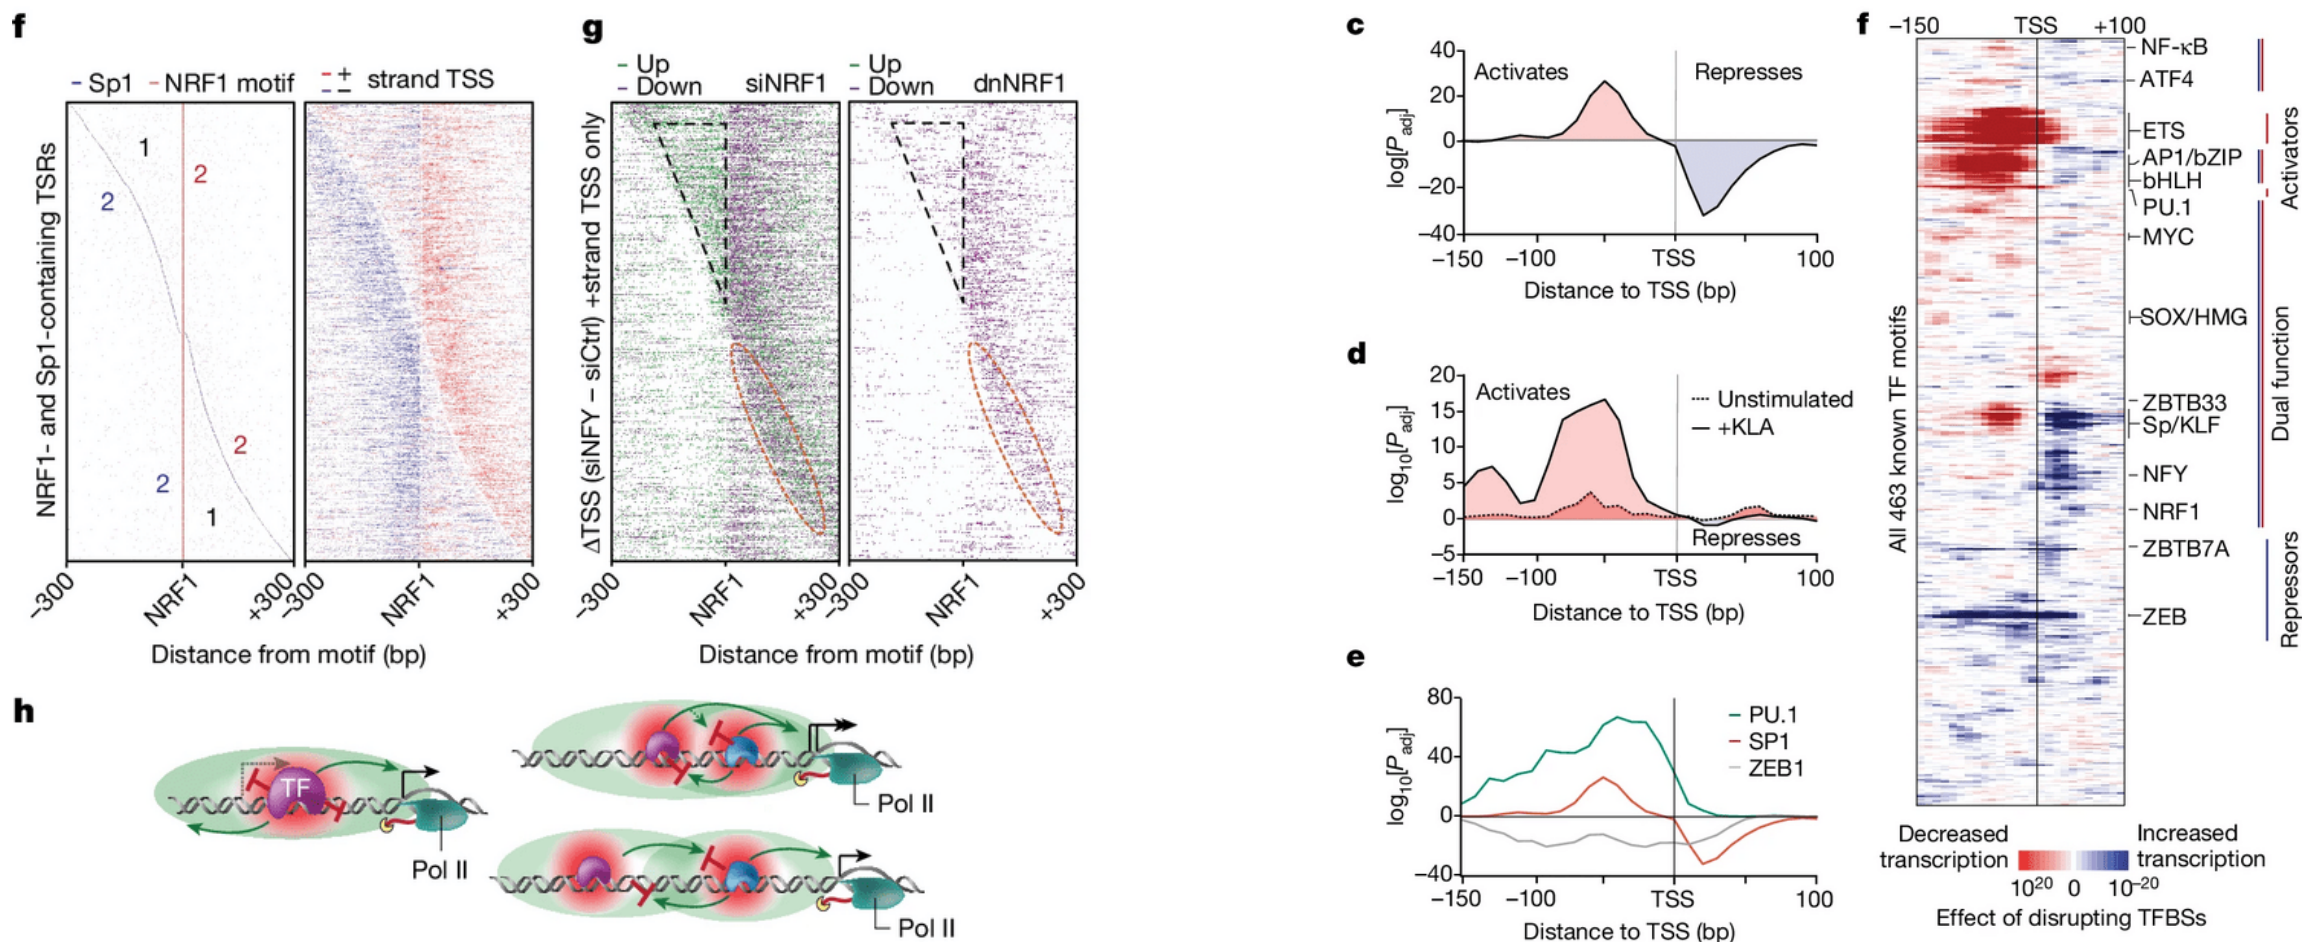 f
Sp1 NRF1 motif
+
− strand TSS
NRF1- and Sp1-containing TSRs
1
2
2
2
2
1
−300 NRF1 +300
−300 NRF1 +300
Distance from motif (bp)
g
Up
Down siNRF1
Up
Down dnNRF1
ΔTSS (siNFY − siCtrl) +strand TSS only
−300 NRF1 +300
−300 NRF1 +300
Distance from motif (bp)
h
TF
Pol II
Pol II
Pol II
c
Activates Represses
log[Padj]
40
20
0
−20
−40
−150 −100 TSS 100
Distance to TSS (bp)
d
Activates
Unstimulated
+KLA
Represses
log10[Padj]
20
15
10
5
0
−5
−150 −100 TSS 100
Distance to TSS (bp)
e
PU.1
SP1
ZEB1
log10[Padj]
80
40
0
−40
−150 −100 TSS 100
Distance to TSS (bp)
f
−150 TSS +100
All 463 known TF motifs
NF-κB
ATF4
ETS
AP1/bZIP
bHLH
PU.1
MYC
SOX/HMG
ZBTB33
Sp/KLF
NFY
NRF1
ZBTB7A
ZEB
Activators
Dual function
Repressors
Decreased transcription
Increased transcription
10^20 0 10^−20
Effect of disrupting TFBSs